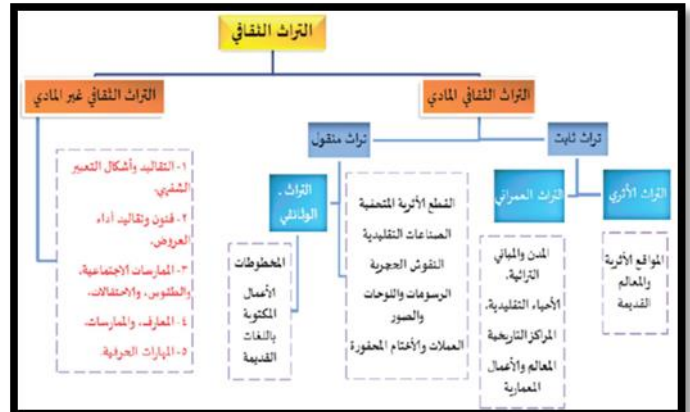 التراث الثقافي
التراث الثقافي المادي
التراث الثقافي غير المادي
تراث ثابت
تراث منقول
التراث الأثري
المواقع الأثرية
والمعالم
القديمة
التراث العمراني
المدن والمباني
التراثية.
الأحياء التقليدية.
المراكز التاريخية
المعالم والأعمال
المعمارية
القطع الأثرية المتحفية
الصناعات التقليدية
النقوش الحجرية
الرسومات واللوحات
والصور
العملات والأختام المحفورة
التراث .
الوثائقي
المخطوطات
الأعمال
المكتوبة
باللغات
القديمة
١- التقاليد وأشكال التعبير
الشفهي.
٢- فنون وتقاليد أداء
العروض.
٣- الممارسات الاجتماعية،
والطقوس، والاحتفالات.
٤- المعارف، والممارسات.
٥- المهارات الحرفية.